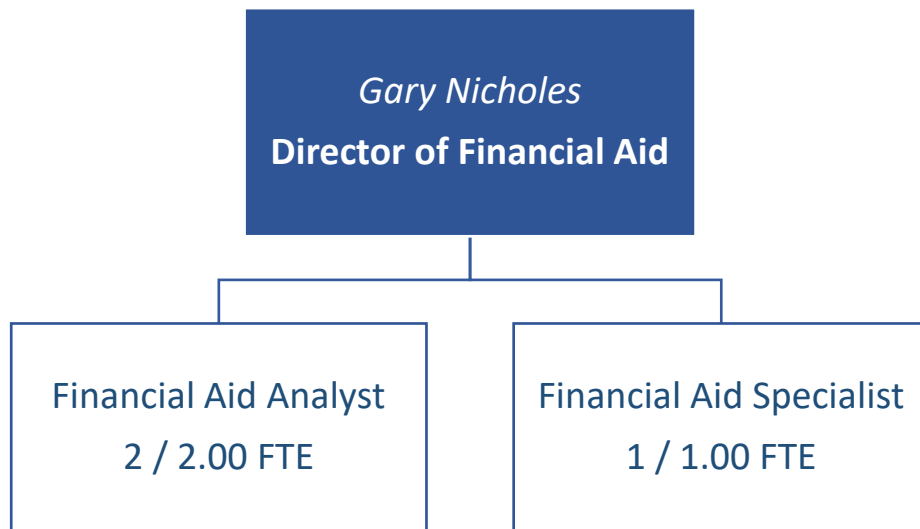 Gary Nicholes
Director of Financial Aid
Financial Aid Analyst
2 / 2.00 FTE
Financial Aid Specialist
1 / 1.00 FTE